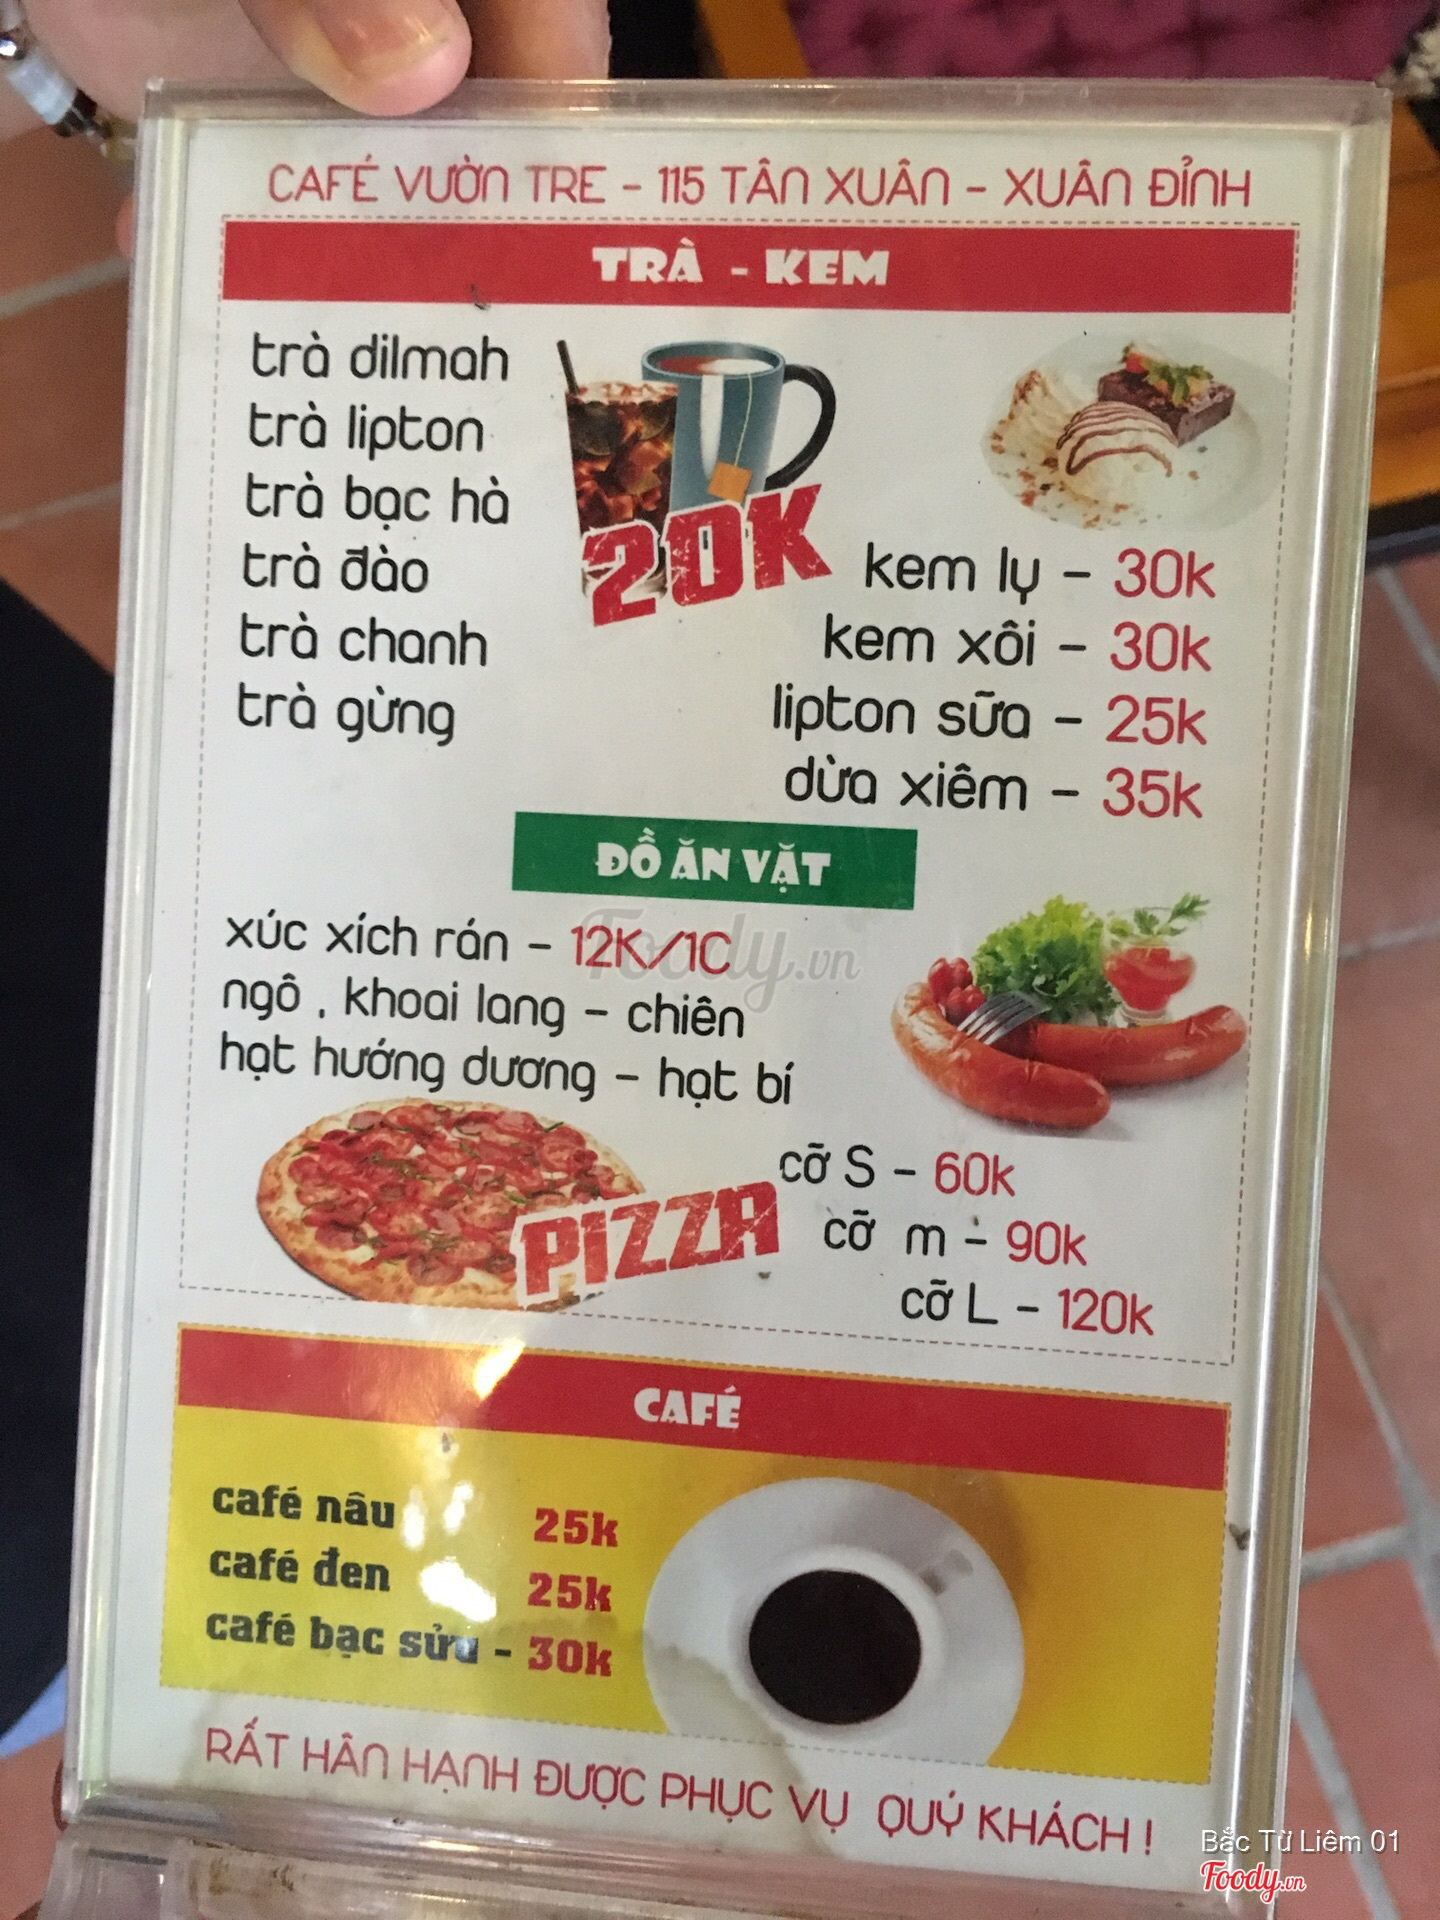 CAFÉ VƯỜN TRE - 115 TÂN XUÂN - XUÂN ĐỈNH
TRÀ - KEM
trà dilmah
trà lipton
trà bạc hà
trà đào
trà chanh
trà gừng
20K
kem ly - 30k
kem xôi - 30k
lipton sữa - 25k
dừa xiêm - 35k
ĐỒ ĂN VẶT
xúc xích rán - 12K/1C
ngô , khoai lang - chiên
hạt hướng dương - hạt bí
PIZZA
cỡ S - 60k
cỡ m - 90k
cỡ L - 120k
CAFÉ
café nâu 25k
café đen 25k
café bạc sửu - 30k
RẤT HÂN HẠNH ĐƯỢC PHỤC VỤ QUÝ KHÁCH !
Foody.vn
Bắc Từ Liêm 01
Foody.vn